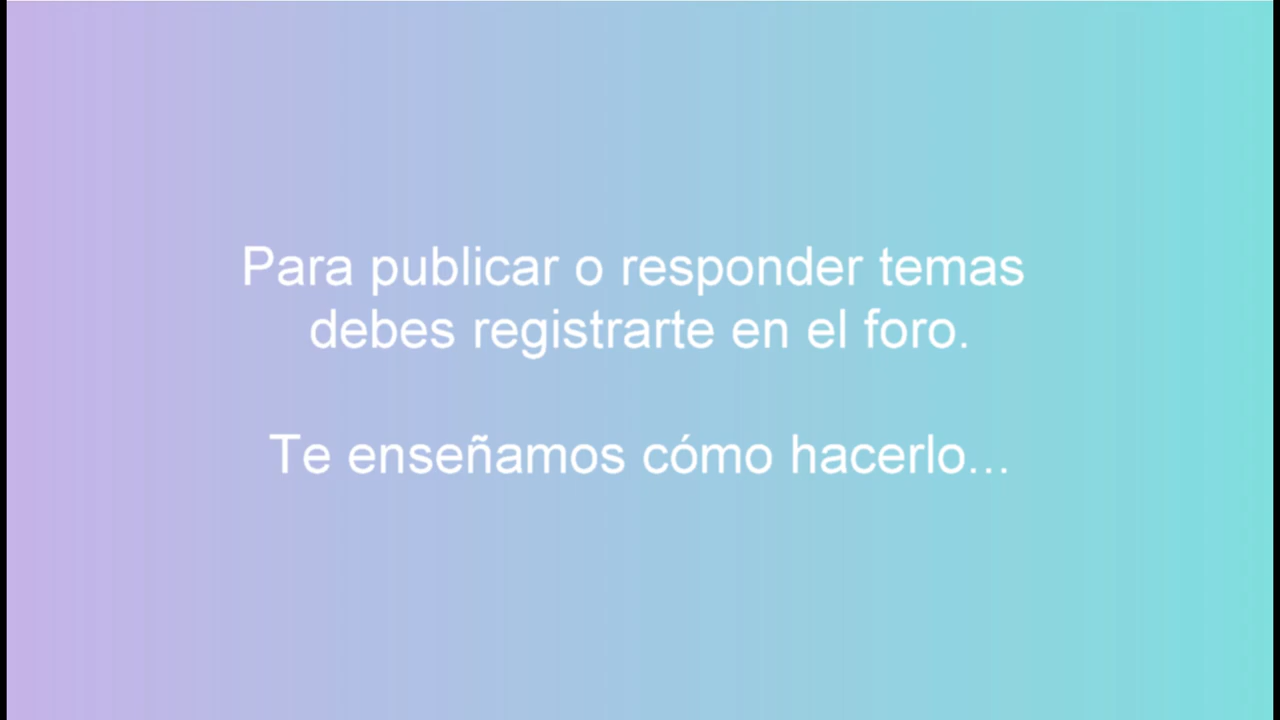 Para publicar o responder temas
debes registrarte en el foro.
Te enseñamos cómo hacerlo...